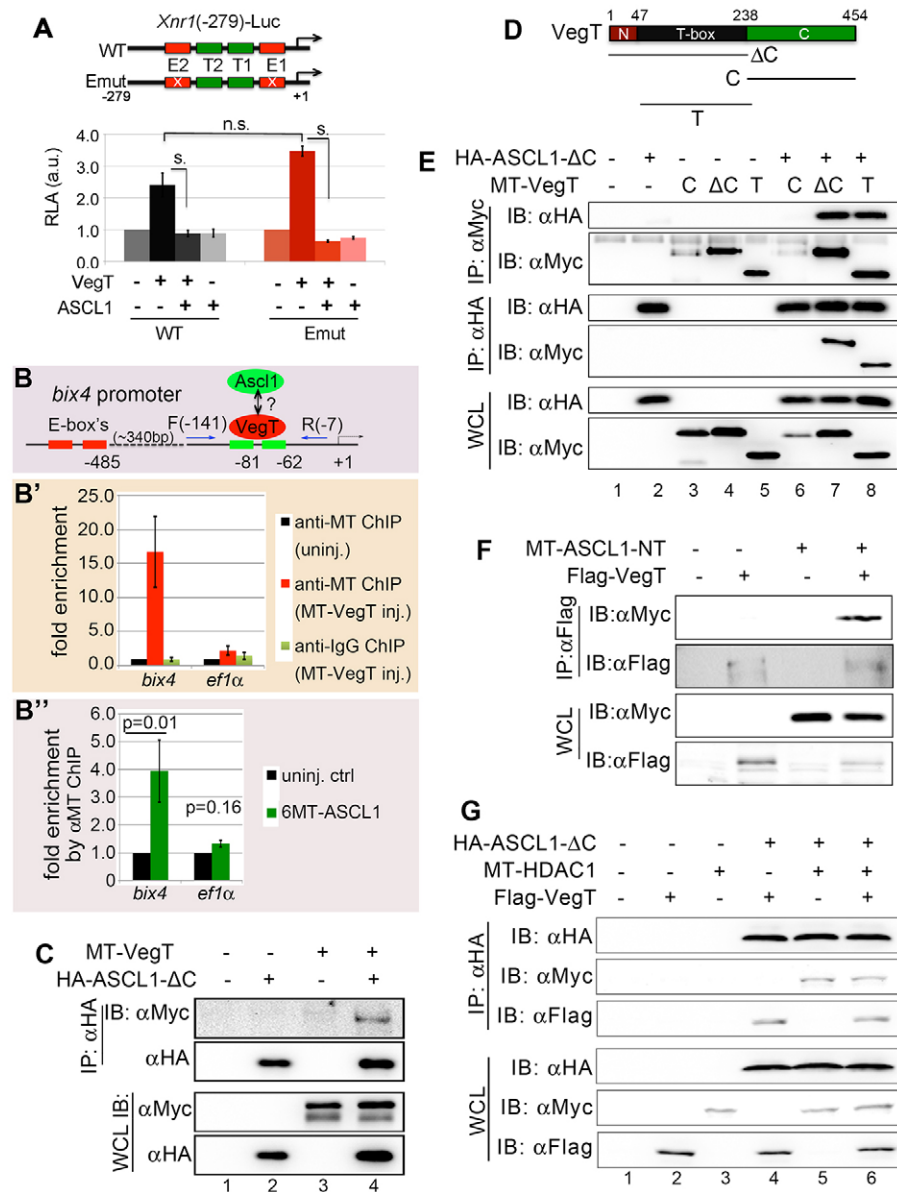 A
Xnr1(-279)-Luc
WT
E2 T2 T1 E1
Emut
X X
-279 +1
n.s.
s. s.
RLA (a.u.)
4.0
3.0
2.0
1.0
0.0
VegT - + + - - + + -
ASCL1 - - + + - - + +
WT Emut
B
bix4 promoter
Ascl1
?
VegT
E-box's
(~340bp)
F(-141) R(-7)
-485 -81 -62 +1
B'
fold enrichment
25.0
20.0
15.0
10.0
5.0
0.0
bix4 ef1α
anti-MT ChIP
(uninj.)
anti-MT ChIP
(MT-VegT inj.)
anti-IgG ChIP
(MT-VegT inj.)
B''
fold enrichment
by αMT ChIP
6.0
5.0
4.0
3.0
2.0
1.0
0.0
p=0.01
p=0.16
bix4 ef1α
uninj. ctrl
6MT-ASCL1
C
MT-VegT - - + +
HA-ASCL1-ΔC - + - +
IP: αHA
IB: αMyc
αHA
WCL IB:
αMyc
αHA
1 2 3 4
D
1 47 238 454
VegT N T-box C
ΔC
C
T
E
HA-ASCL1-ΔC - + - - - + + +
MT-VegT - - C ΔC T C ΔC T
IP: αMyc
IB: αHA
IB: αMyc
IP: αHA
IB: αHA
IB: αMyc
WCL
IB: αHA
IB: αMyc
1 2 3 4 5 6 7 8
F
MT-ASCL1-NT - - + +
Flag-VegT - + - +
IP:αFlag
IB:αMyc
IB:αFlag
WCL
IB:αMyc
IB:αFlag
G
HA-ASCL1-ΔC - - - + + +
MT-HDAC1 - - + - + +
Flag-VegT - + - + - +
IP: αHA
IB: αHA
IB: αMyc
IB: αFlag
WCL
IB: αHA
IB: αMyc
IB: αFlag
1 2 3 4 5 6